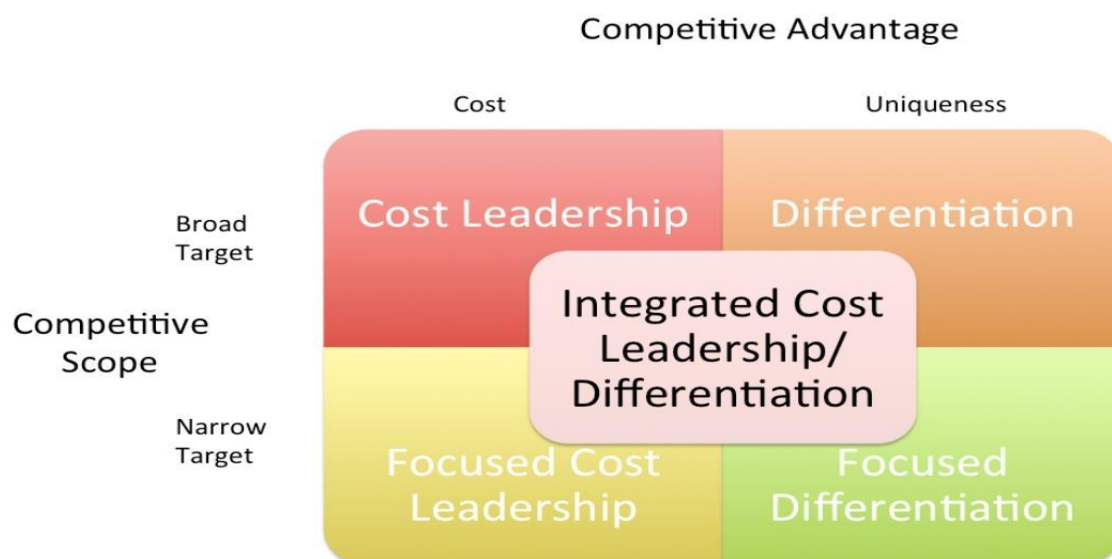 Competitive Advantage
Cost
Uniqueness
Cost Leadership
Differentiation
Broad
Target
Integrated Cost
Leadership/
Differentiation
Competitive
Scope
Narrow
Target
Focused Cost
Leadership
Focused
Differentiation